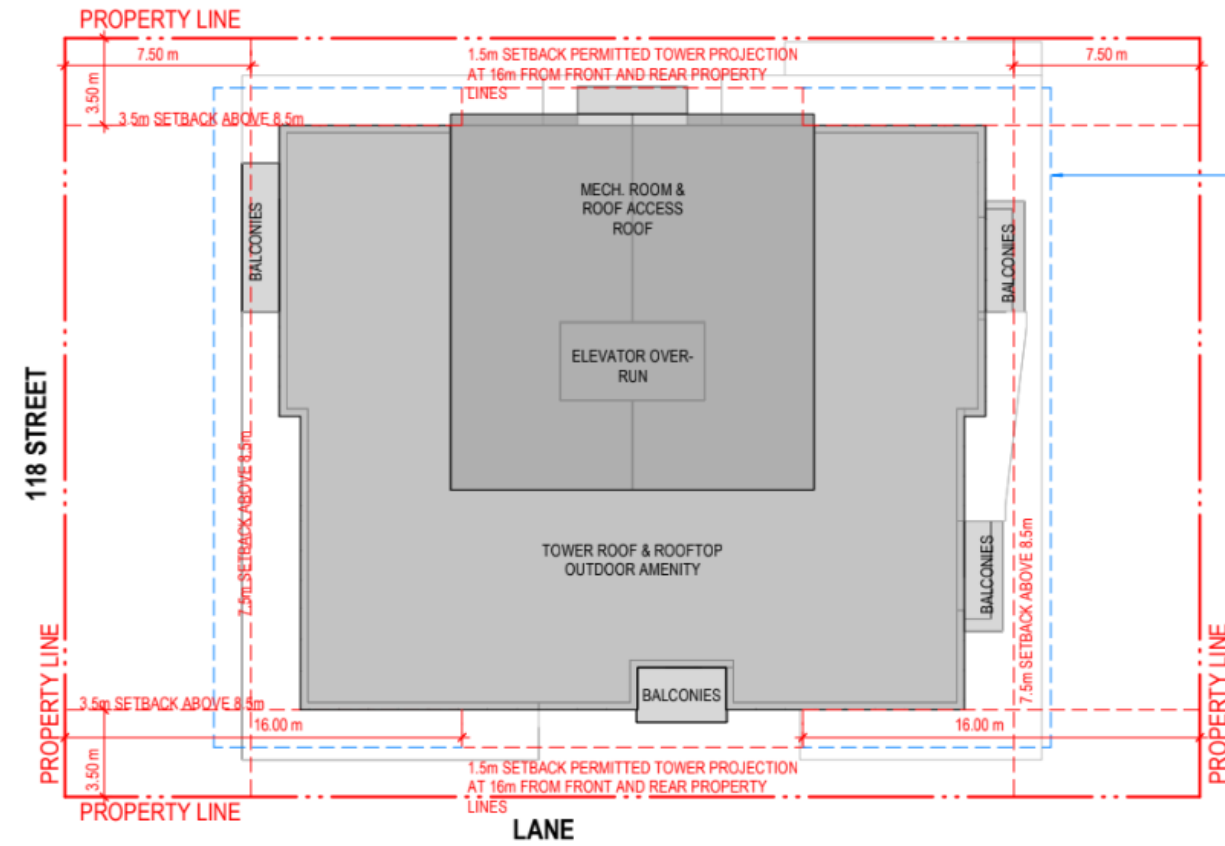 PROPERTY LINE
7.50 m
1.5m SETBACK PERMITTED TOWER PROJECTION
AT 16m FROM FRONT AND REAR PROPERTY
LINES
7.50 m
3.50 m
3.5m SETBACK ABOVE 8.5m
MECH. ROOM &
ROOF ACCESS
ROOF
BALCONIES
BALCONIES
ELEVATOR OVER-
RUN
118 STREET
7.5m SETBACK ABOVE 8.5m
TOWER ROOF & ROOFTOP
OUTDOOR AMENITY
BALCONIES
7.5m SETBACK ABOVE 8.5m
PROPERTY LINE
PROPERTY LINE
BALCONIES
3.5m SETBACK ABOVE 8.5m
16.00 m
16.00 m
3.50 m
1.5m SETBACK PERMITTED TOWER PROJECTION
AT 16m FROM FRONT AND REAR PROPERTY
LINES
PROPERTY LINE
LANE